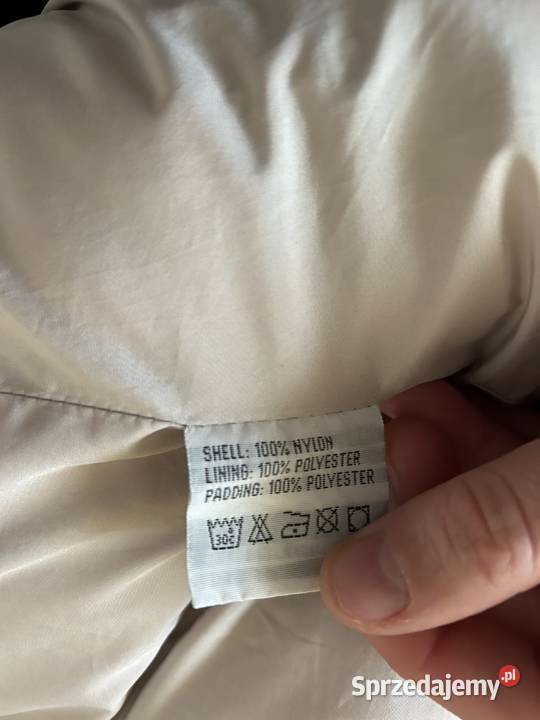 SHELL: 100% NYLON
LINING: 100% POLYESTER
PADDING: 100% POLYESTER
30c
Sprzedajemy.pl